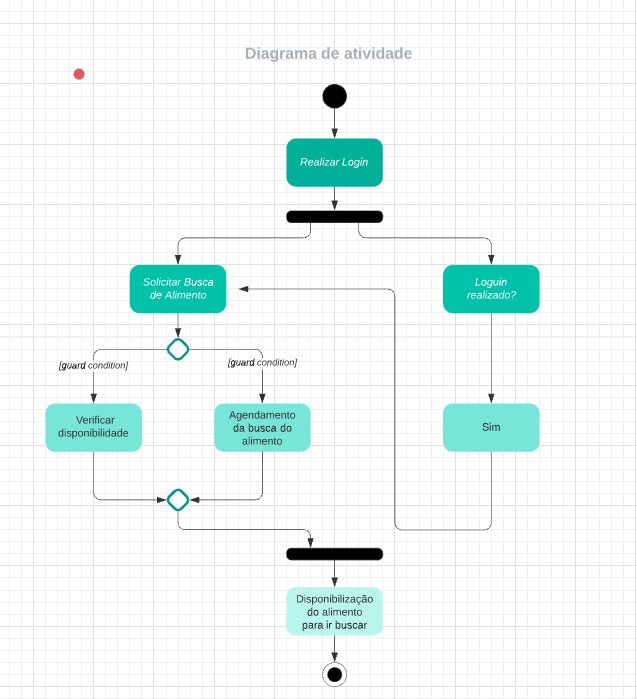 Diagrama de atividade
Realizar Login
Solicitar Busca
de Alimento
Loguin
realizado?
[guard condition]
[guard condition]
Verificar
disponibilidade
Agendamento
da busca do
alimento
Sim
Disponibilização
do alimento
para ir buscar